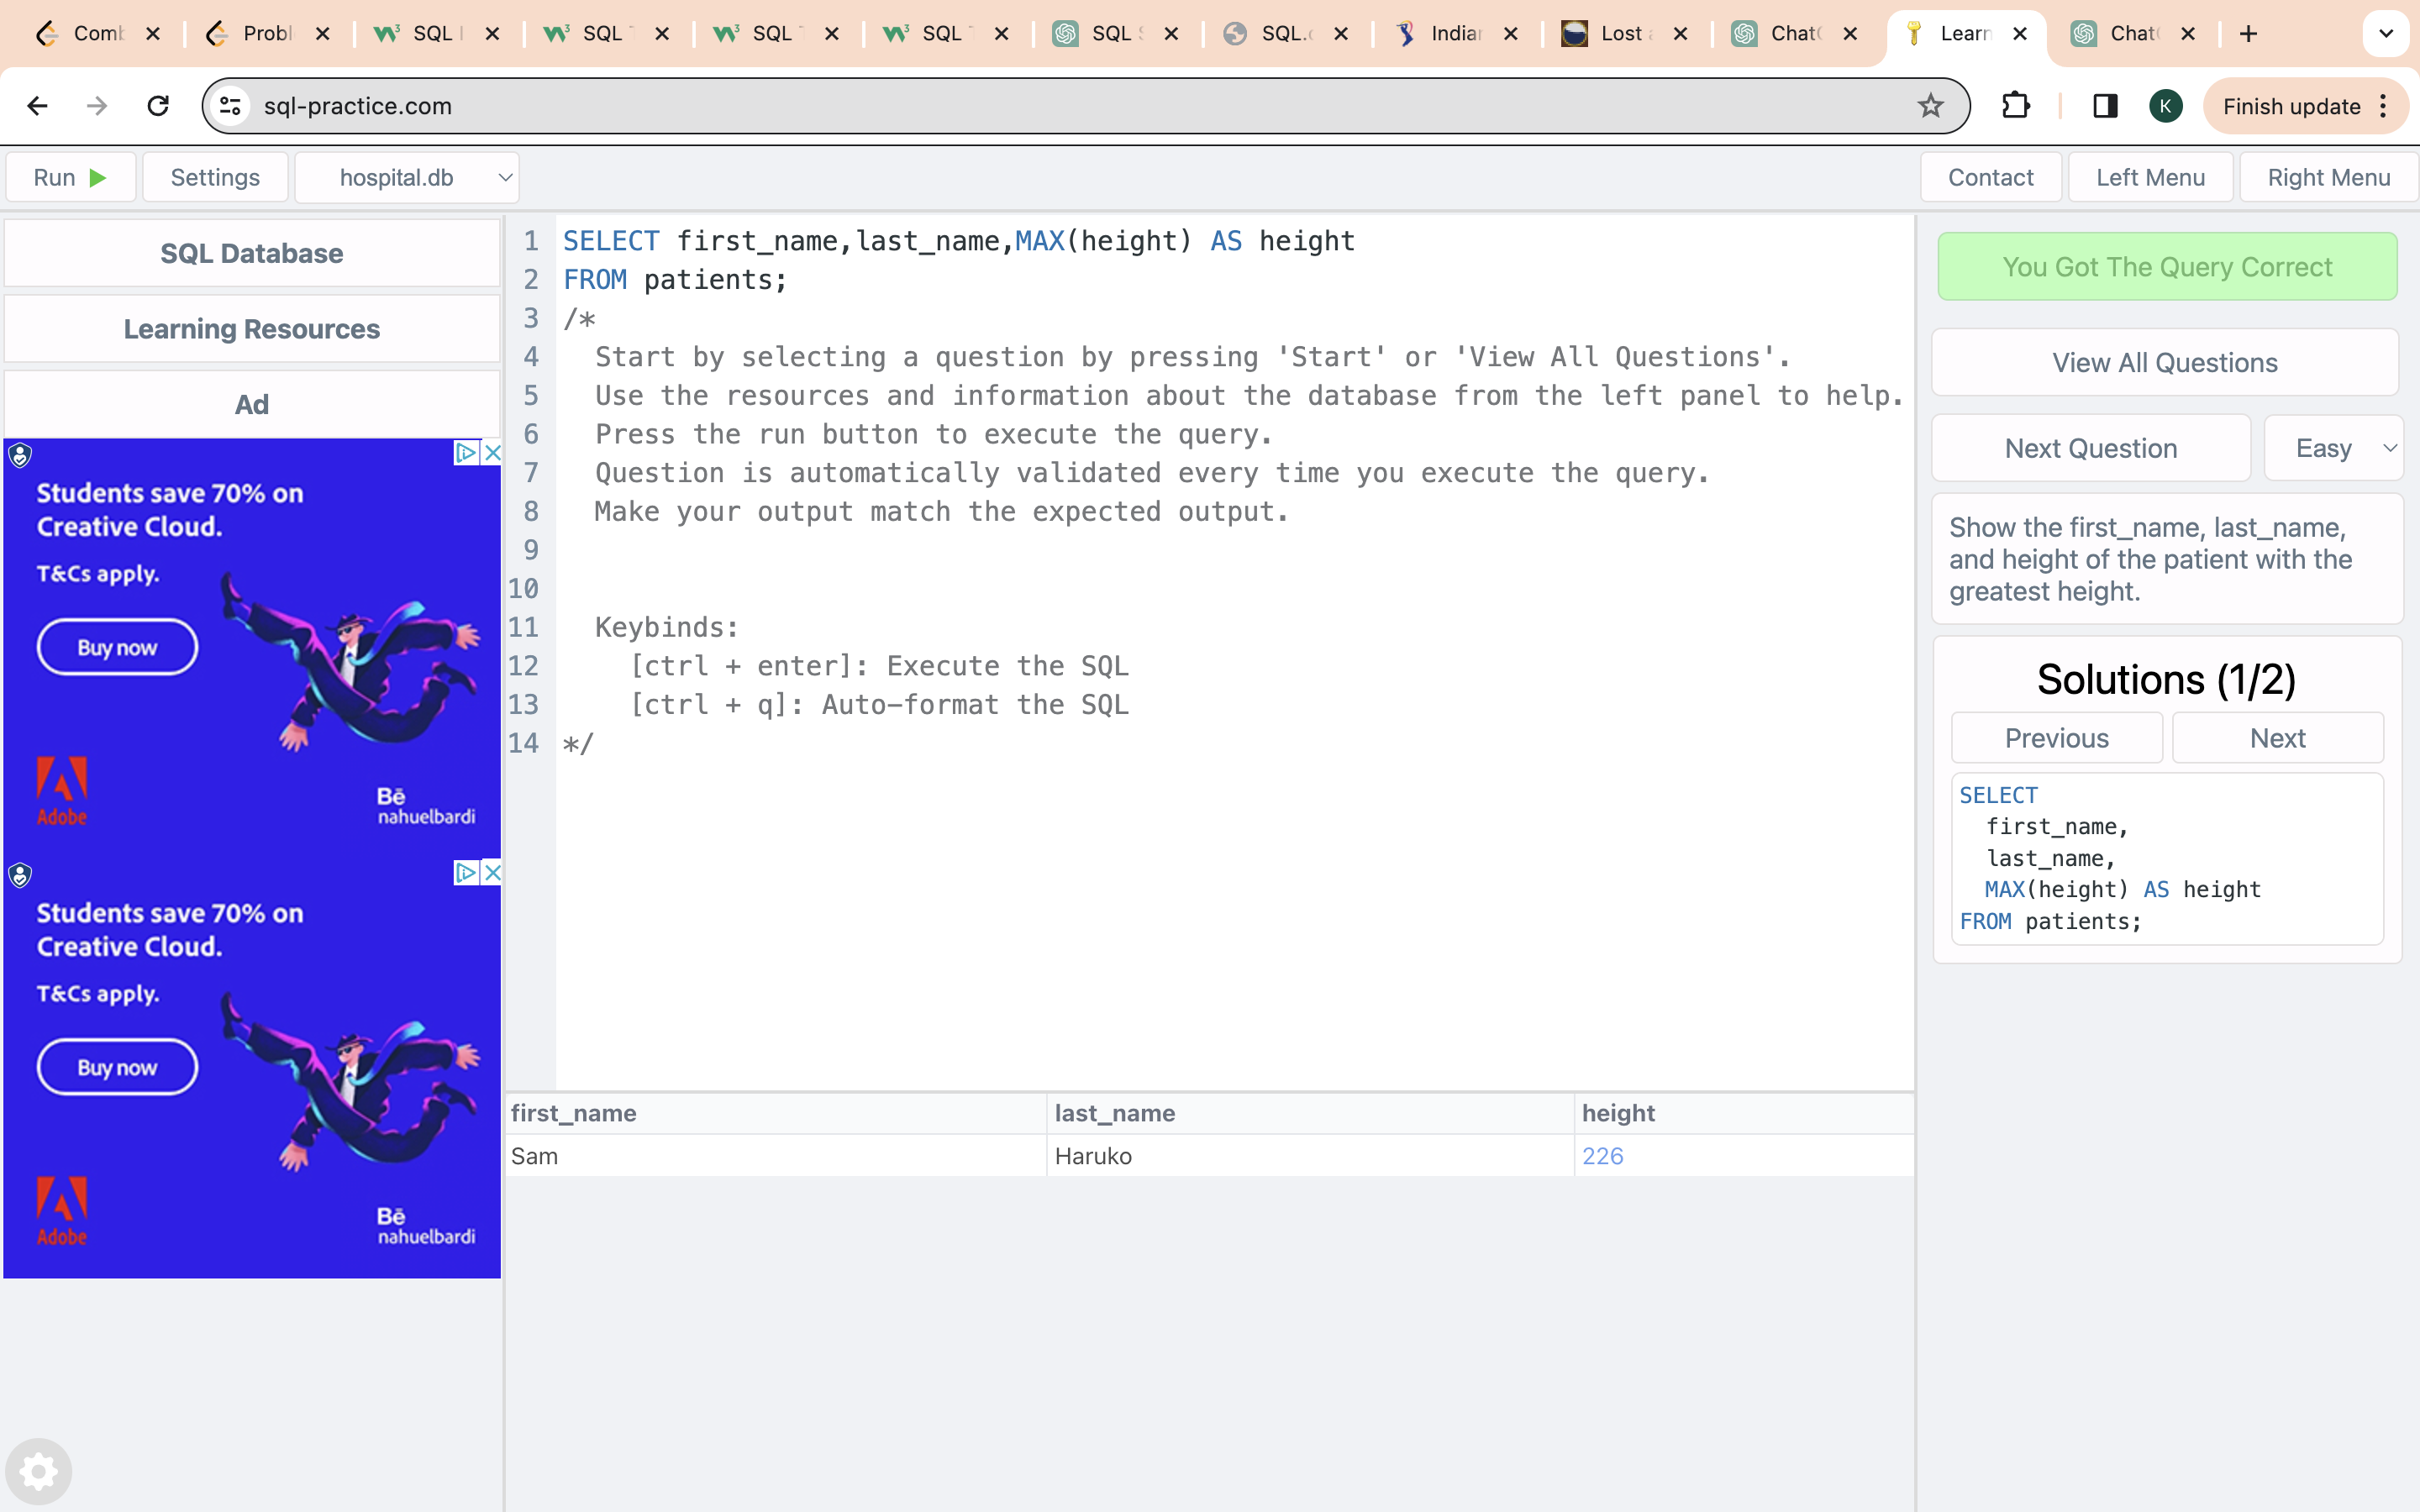 Comb
Probl
SQL
SQL
SQL
SQL
SQL
SQL.
Indian
Lost
Chat
Learn
Chat
sql-practice.com
K
Finish update
Run
Settings
hospital.db
Contact
Left Menu
Right Menu
SQL Database
Learning Resources
Ad
Students save 70% on
Creative Cloud.
T&Cs apply.
Buy now
Adobe
Bē
nahuelbardi
Students save 70% on
Creative Cloud.
T&Cs apply.
Buy now
Adobe
Bē
nahuelbardi
1 SELECT first_name,last_name,MAX(height) AS height
2 FROM patients;
3 /*
4 Start by selecting a question by pressing 'Start' or 'View All Questions'.
5 Use the resources and information about the database from the left panel to help.
6 Press the run button to execute the query.
7 Question is automatically validated every time you execute the query.
8 Make your output match the expected output.
9
10
11 Keybinds:
12 [ctrl + enter]: Execute the SQL
13 [ctrl + q]: Auto-format the SQL
14 */
first_name last_name height
Sam Haruko 226
You Got The Query Correct
View All Questions
Next Question
Easy
Show the first_name, last_name,
and height of the patient with the
greatest height.
Solutions (1/2)
Previous
Next
SELECT
first_name,
last_name,
MAX(height) AS height
FROM patients;